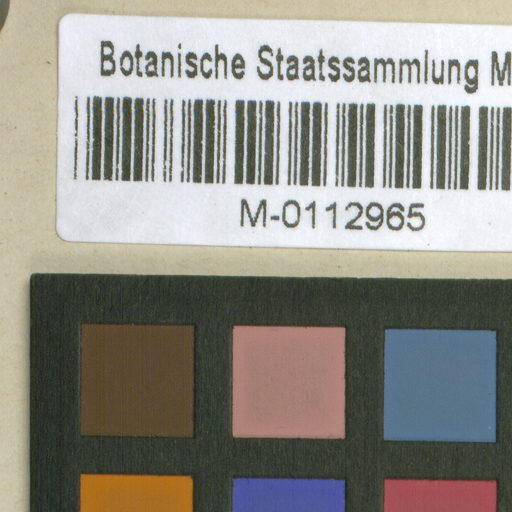 Botanische Staatssammlung M
M-0112965